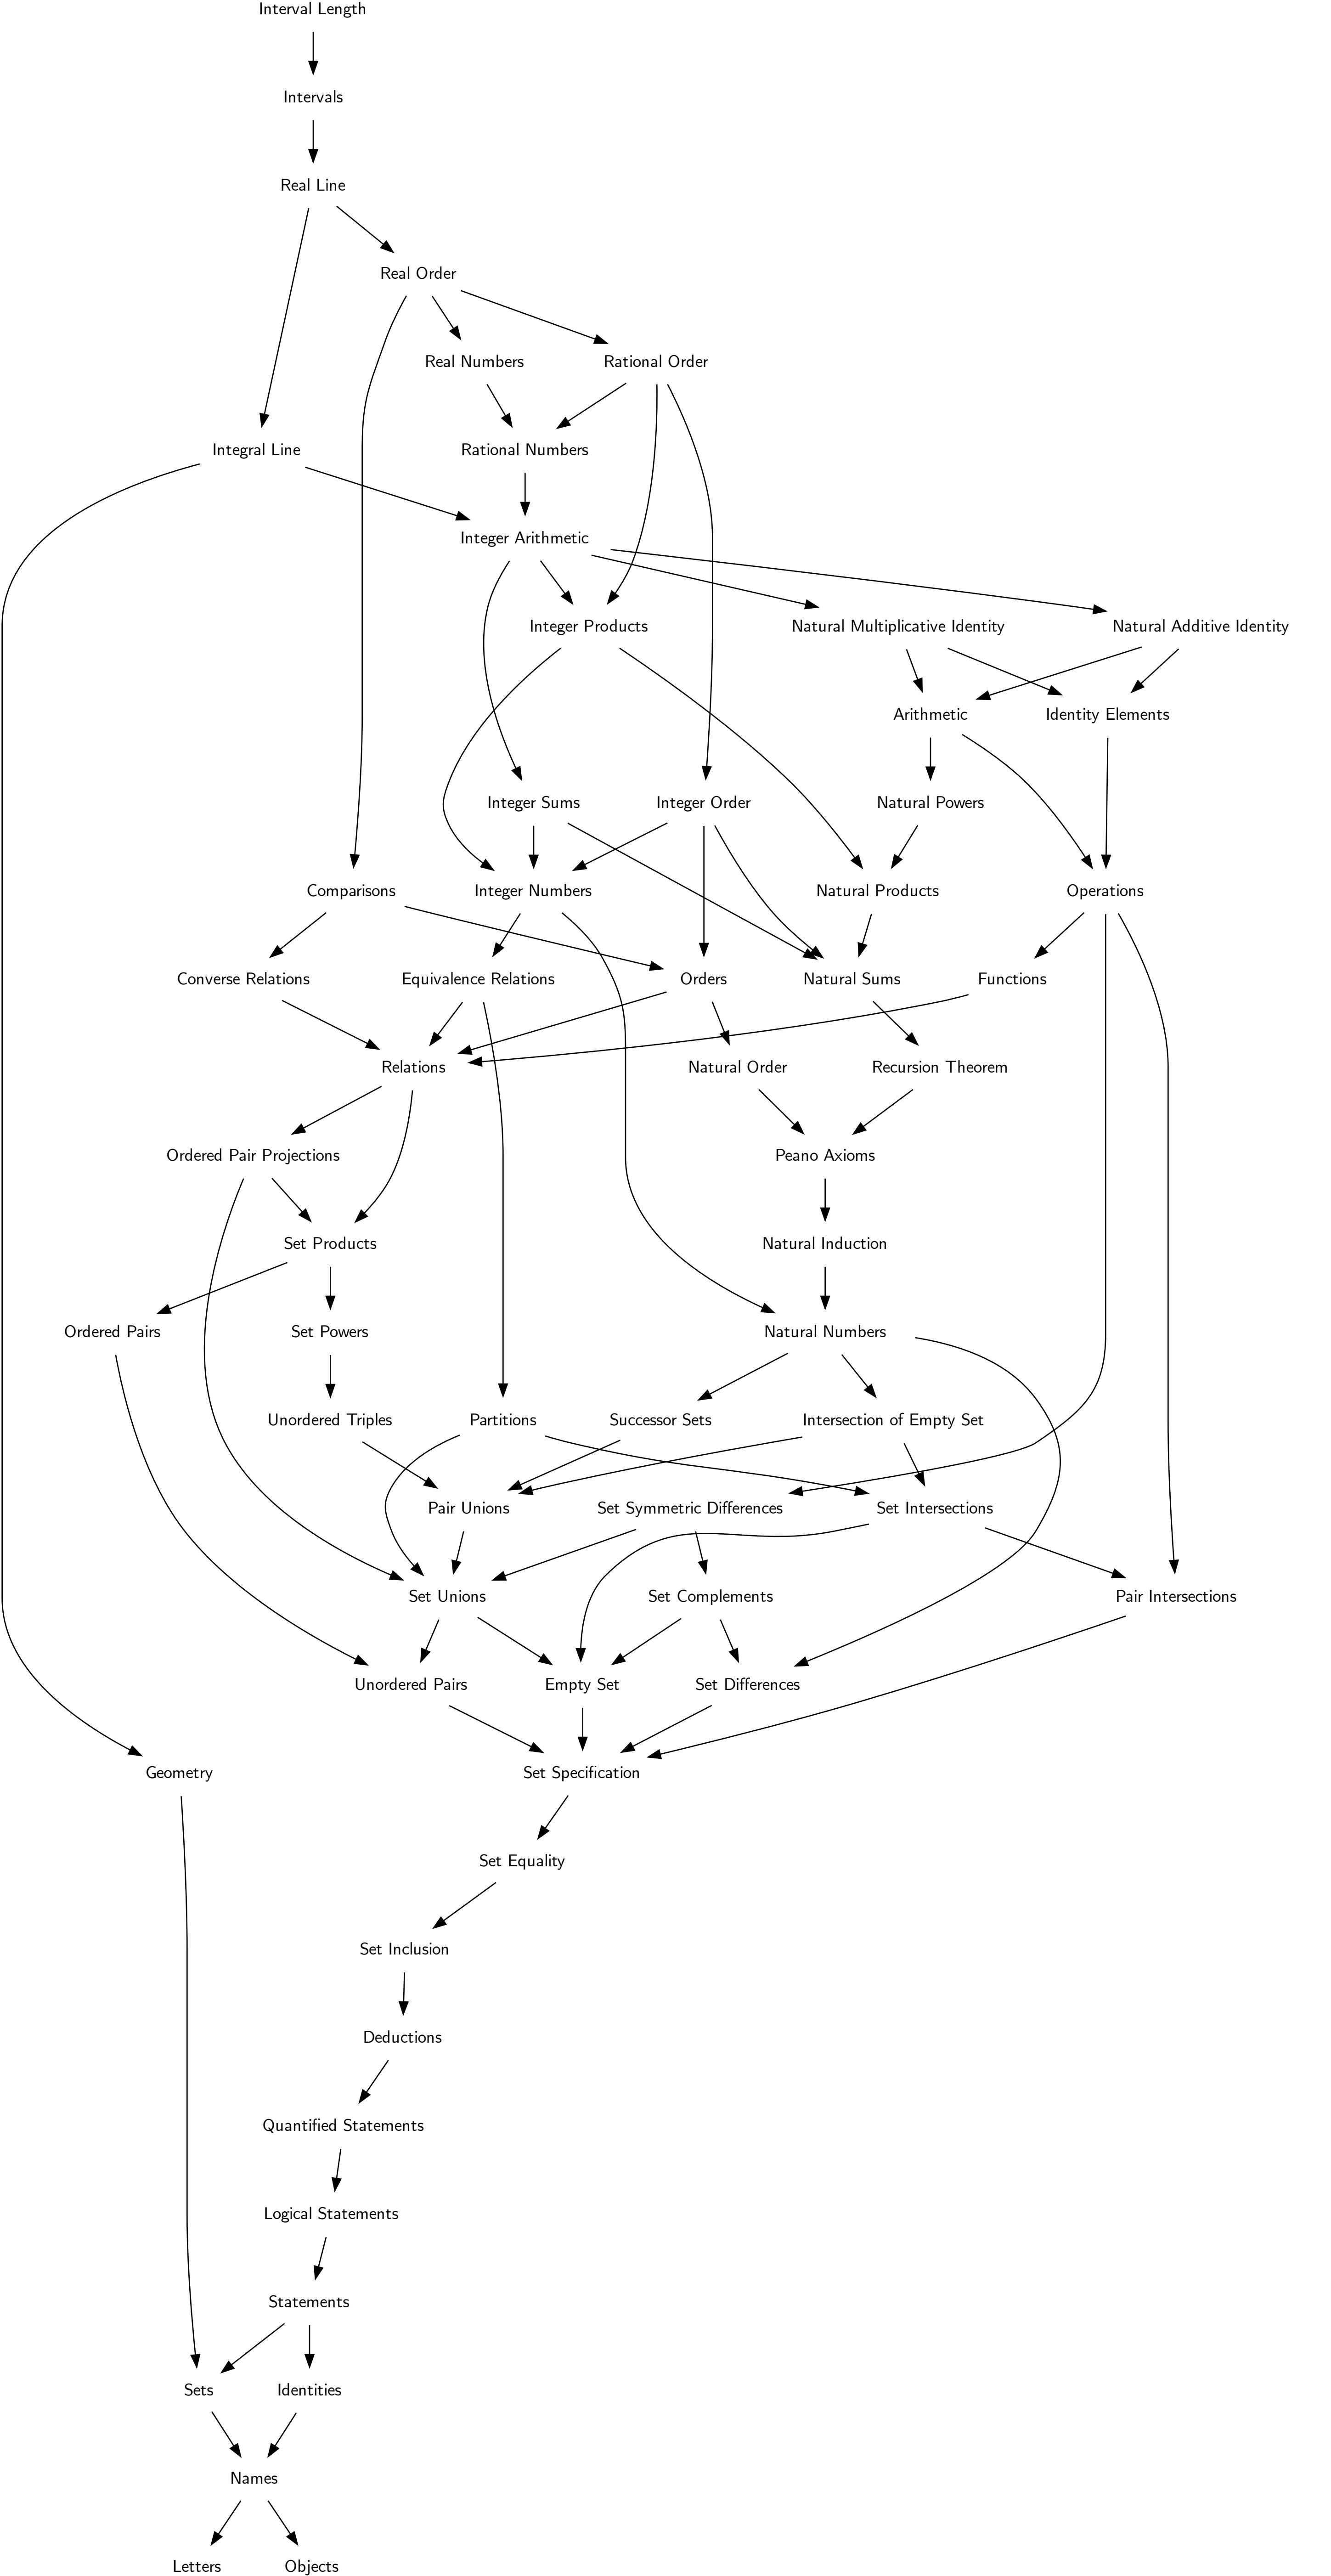 Interval Length
Intervals
Real Line
Real Order
Real Numbers
Rational Order
Integral Line
Rational Numbers
Integer Arithmetic
Integer Products
Natural Multiplicative Identity
Natural Additive Identity
Arithmetic
Identity Elements
Integer Sums
Integer Order
Natural Powers
Comparisons
Integer Numbers
Natural Products
Operations
Converse Relations
Equivalence Relations
Orders
Natural Sums
Functions
Relations
Natural Order
Recursion Theorem
Ordered Pair Projections
Peano Axioms
Set Products
Natural Induction
Ordered Pairs
Set Powers
Natural Numbers
Unordered Triples
Partitions
Successor Sets
Intersection of Empty Set
Pair Unions
Set Symmetric Differences
Set Intersections
Set Unions
Set Complements
Pair Intersections
Unordered Pairs
Empty Set
Set Differences
Geometry
Set Specification
Set Equality
Set Inclusion
Deductions
Quantified Statements
Logical Statements
Statements
Sets
Identities
Names
Letters
Objects